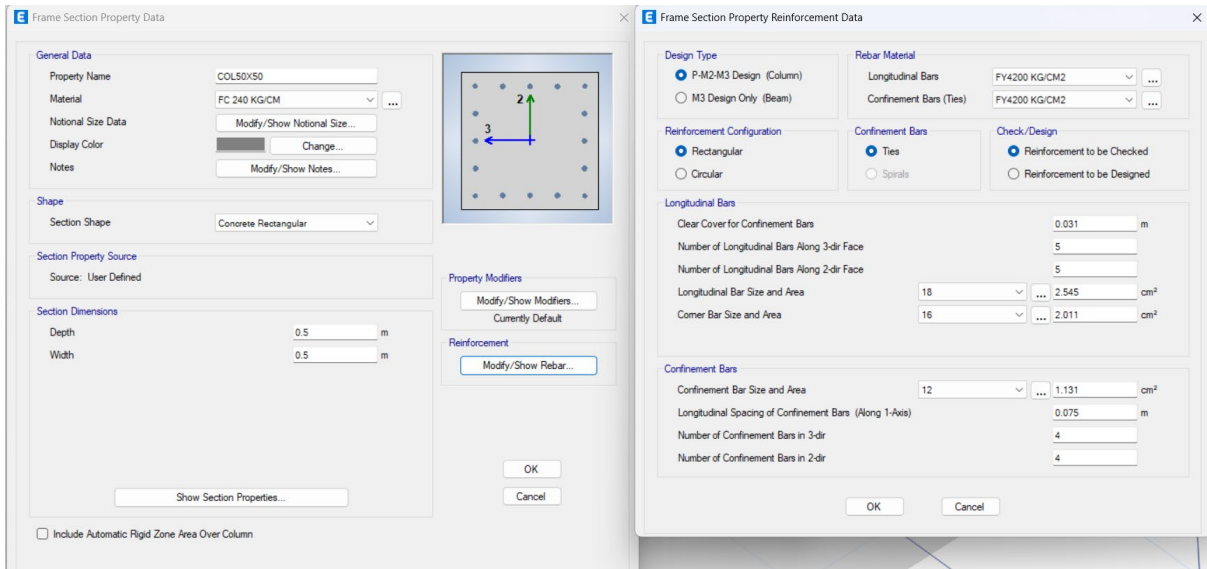 E Frame Section Property Data
General Data
Property Name COL50X50
Material FC 240 KG/CM ...
Notional Size Data Modify/Show Notional Size...
Display Color Change...
Notes Modify/Show Notes...
2
3
Shape
Section Shape Concrete Rectangular
Section Property Source
Source: User Defined
Section Dimensions
Depth 0.5 m
Width 0.5 m
Property Modifiers
Modify/Show Modifiers...
Currently Default
Reinforcement
Modify/Show Rebar...
OK
Cancel
Show Section Properties...
Include Automatic Rigid Zone Area Over Column
E Frame Section Property Reinforcement Data
Design Type
P-M2-M3 Design (Column)
M3 Design Only (Beam)
Rebar Material
Longitudinal Bars FY4200 KG/CM2 ...
Confinement Bars (Ties) FY4200 KG/CM2 ...
Reinforcement Configuration
Rectangular
Circular
Confinement Bars
Ties
Spirals
Check/Design
Reinforcement to be Checked
Reinforcement to be Designed
Longitudinal Bars
Clear Cover for Confinement Bars 0.031 m
Number of Longitudinal Bars Along 3-dir Face 5
Number of Longitudinal Bars Along 2-dir Face 5
Longitudinal Bar Size and Area 18 ... 2.545 cm²
Corner Bar Size and Area 16 ... 2.011 cm²
Confinement Bars
Confinement Bar Size and Area 12 ... 1.131 cm²
Longitudinal Spacing of Confinement Bars (Along 1-Axis) 0.075 m
Number of Confinement Bars in 3-dir 4
Number of Confinement Bars in 2-dir 4
OK Cancel